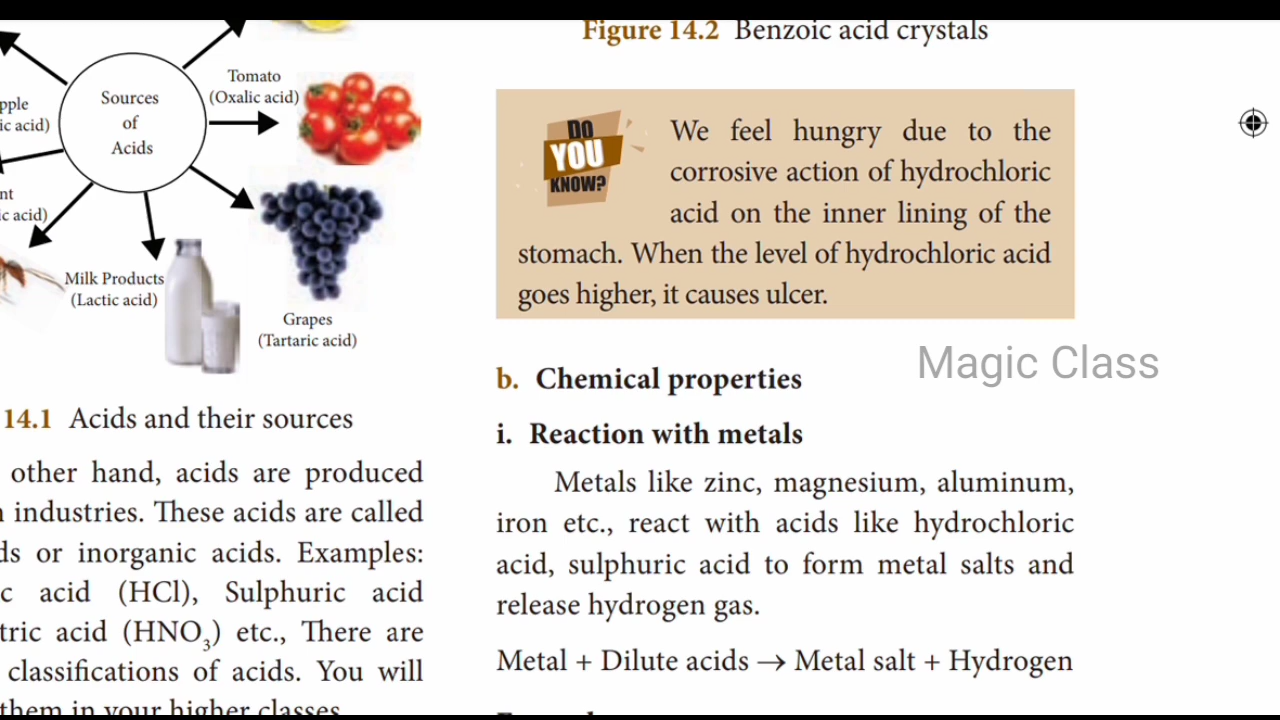 Tomato
(Oxalic acid)
Sources
of
Acids
Milk Products
(Lactic acid)
Grapes
(Tartaric acid)
14.1 Acids and their sources
other hand, acids are produced
industries. These acids are called
or inorganic acids. Examples:
acid (HCl), Sulphuric acid
acid (HNO₃) etc., There are
classifications of acids. You will
them in your higher classes.
Figure 14.2 Benzoic acid crystals
DO
YOU
KNOW?
We feel hungry due to the
corrosive action of hydrochloric
acid on the inner lining of the
stomach. When the level of hydrochloric acid
goes higher, it causes ulcer.
Magic Class
b. Chemical properties
i. Reaction with metals
Metals like zinc, magnesium, aluminum,
iron etc., react with acids like hydrochloric
acid, sulphuric acid to form metal salts and
release hydrogen gas.
Metal + Dilute acids → Metal salt + Hydrogen